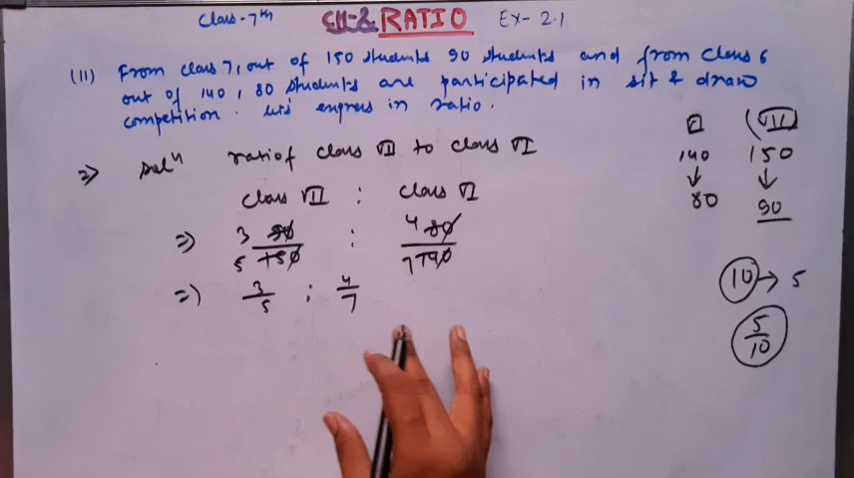 Class-7th CH-2 RATIO Ex-2.1
(11) From class 7, out of 150 students 90 students and from class 6
out of 140, 80 students are participated in sit & draw
competition. let's express in ratio.
=> Solⁿ ratio of class VII to class VI
class VII : class VI
=> 3 90 / 5 150 : 4 80 / 7 140
=> 3/5 : 4/7
VI VII
140 150
↓ ↓
80 90
10 → 5
5/10